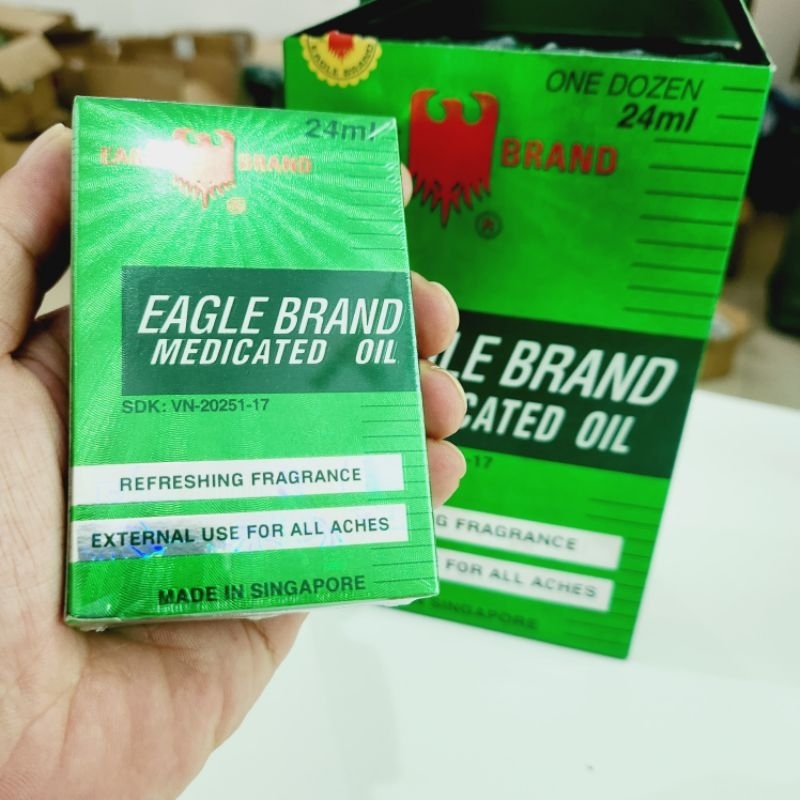 24ml
EAGLE BRAND
EAGLE BRAND
MEDICATED OIL
SDK: VN-20251-17
REFRESHING FRAGRANCE
EXTERNAL USE FOR ALL ACHES
MADE IN SINGAPORE
EAGLE BRAND
ONE DOZEN
24ml
BRAND
®
LE BRAND
CATED OIL
-17
G FRAGRANCE
FOR ALL ACHES
SINGAPORE